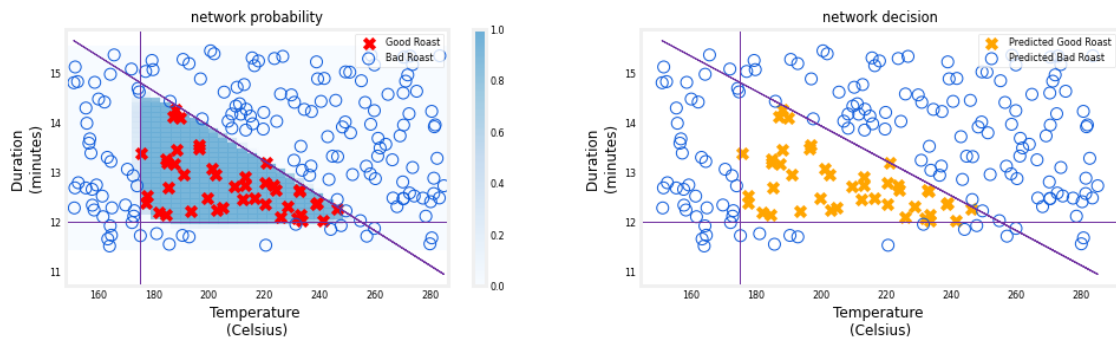 network probability
Good Roast
Bad Roast
Duration
(minutes)
15
14
13
12
11
160
180
200
220
240
260
280
Temperature
(Celsius)
1.0
0.8
0.6
0.4
0.2
0.0
network decision
Predicted Good Roast
Predicted Bad Roast
Duration
(minutes)
15
14
13
12
11
160
180
200
220
240
260
280
Temperature
(Celsius)